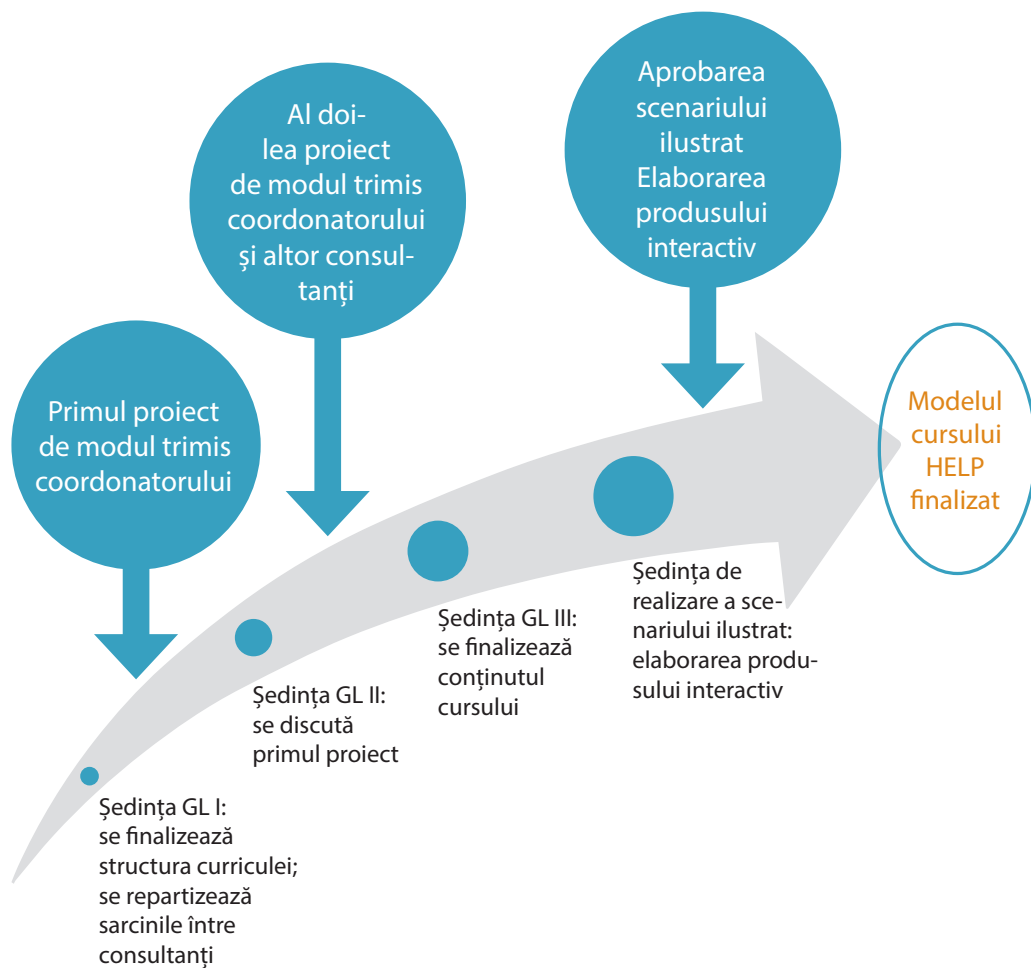 Aprobarea
scenariului
ilustrat
Elaborarea
produsului
interactiv
Al doi-
lea proiect
de modul trimis
coordonatorului
și altor consul-
tanți
Primul proiect
de modul trimis
coordonatorului
Modelul
cursului
HELP
finalizat
Ședința de
realizare a sce-
nariului ilustrat:
elaborarea produ-
sului interactiv
Ședința GL III:
se finalizează
conținutul
cursului
Ședința GL II:
se discută
primul proiect
Ședința GL I:
se finalizează
structura curriculei;
se repartizează
sarcinile între
consultanți